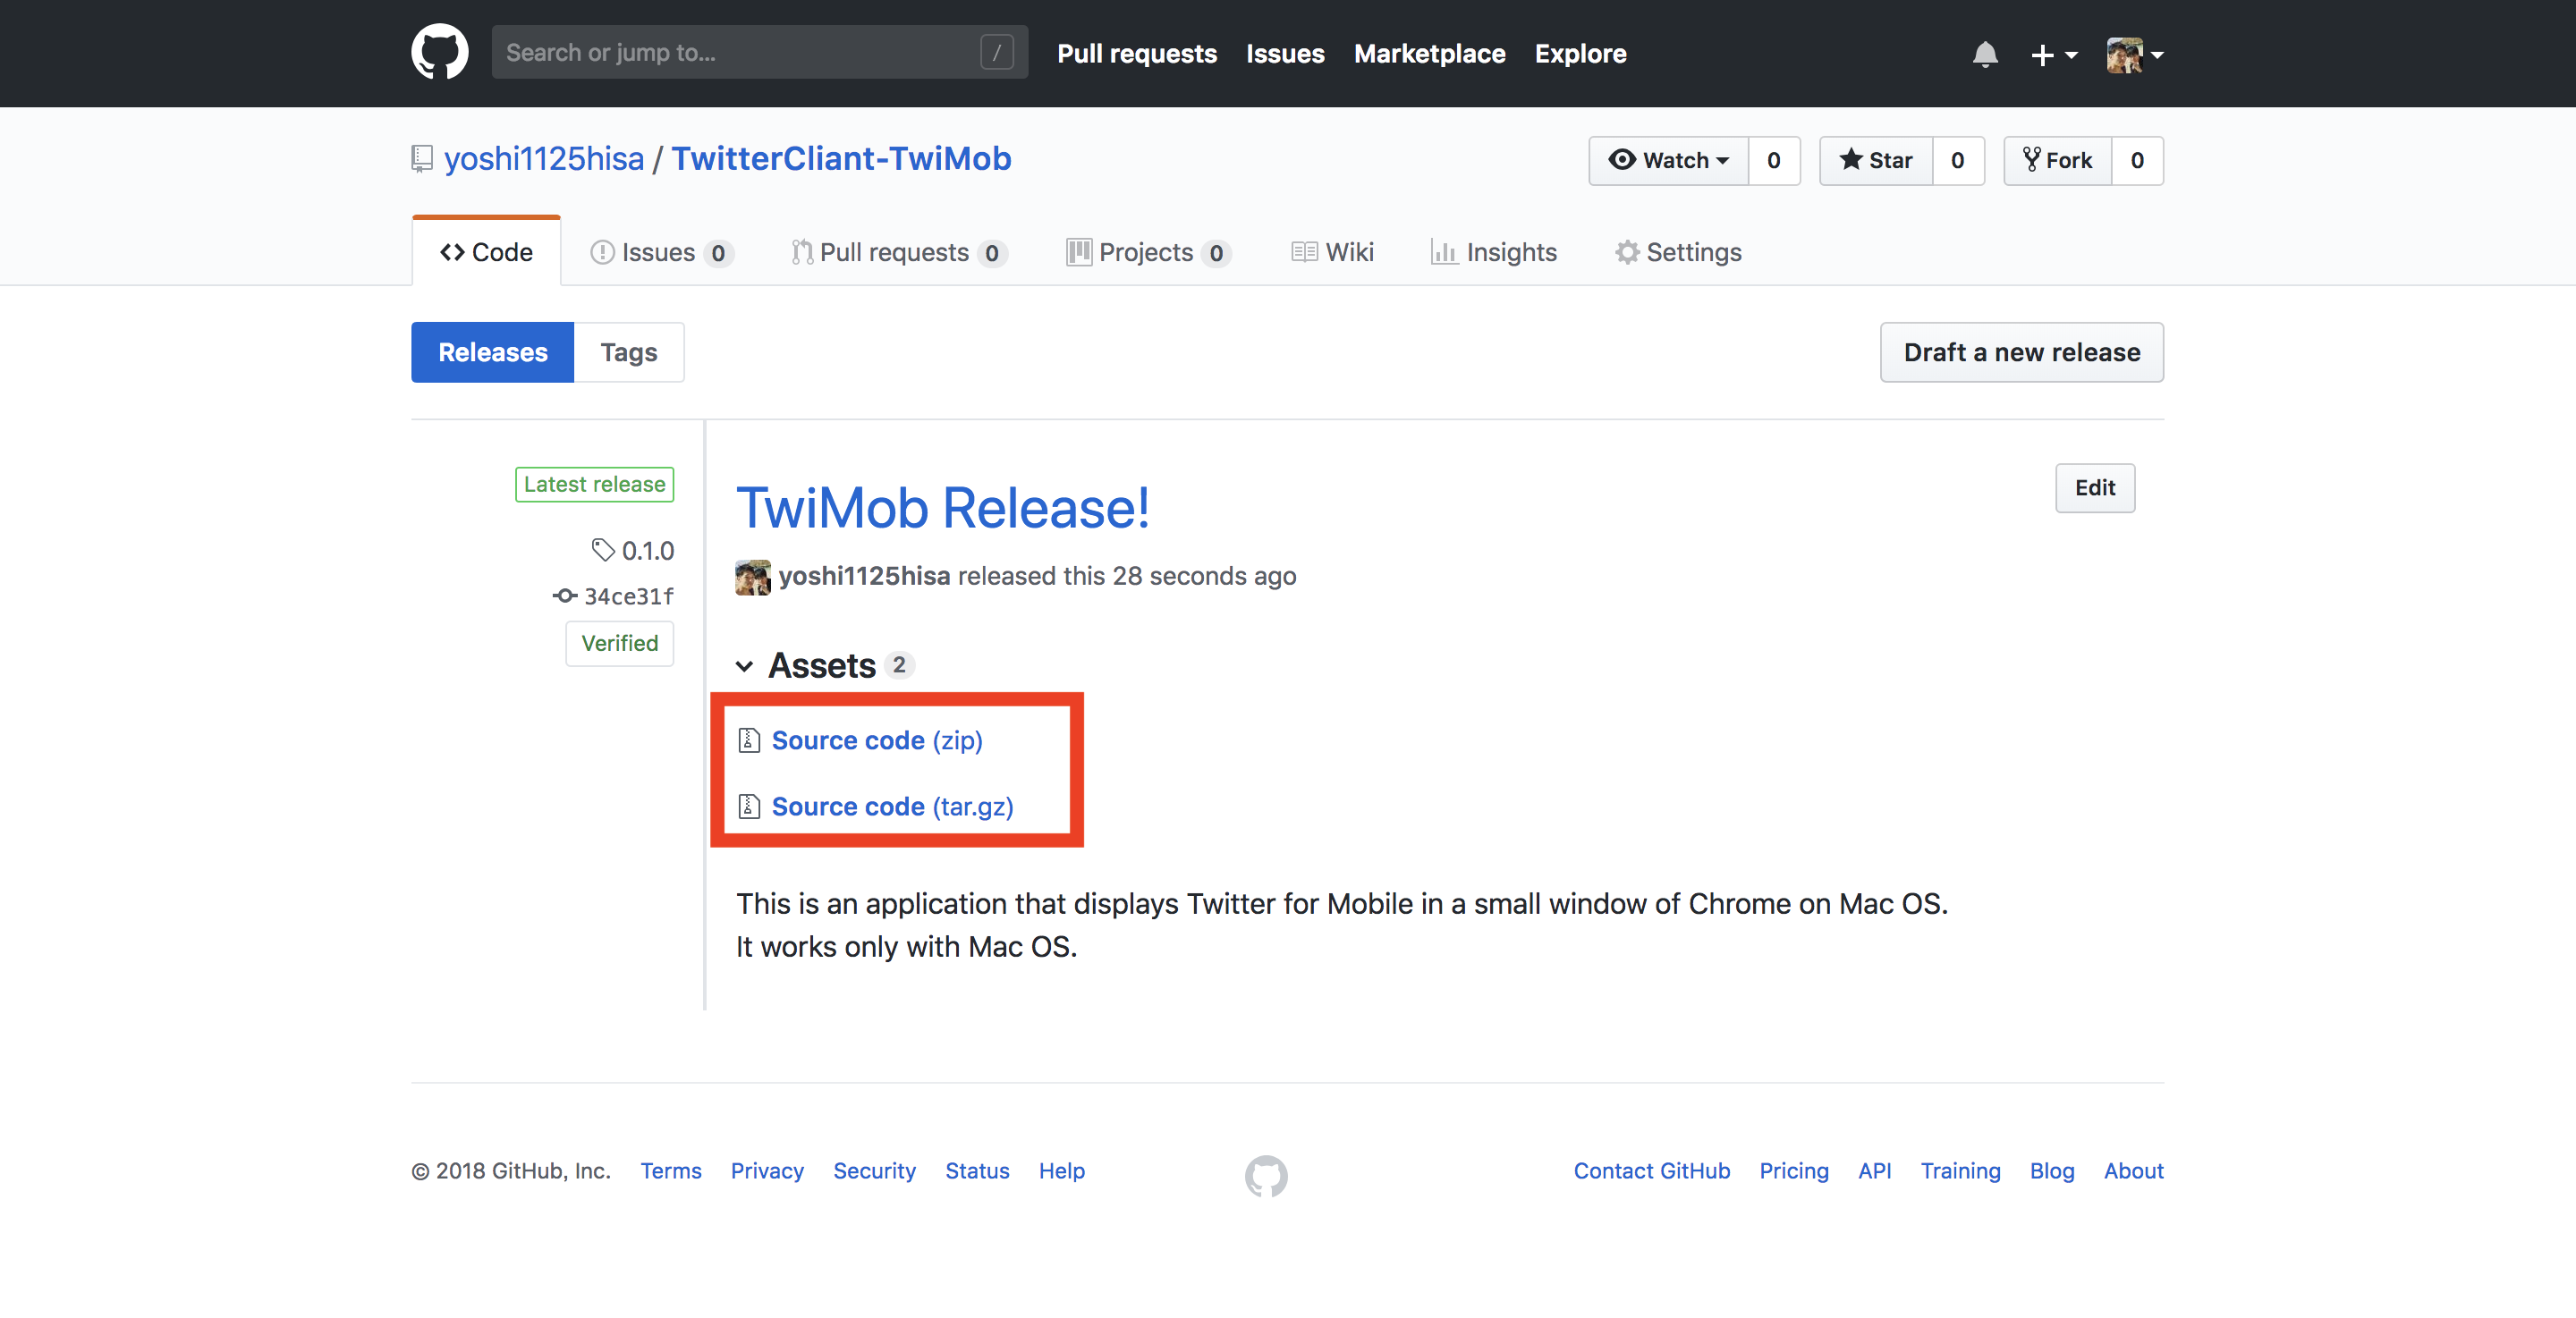 Search or jump to... / Pull requests Issues Marketplace Explore
yoshi1125hisa / TwitterCliant-TwiMob Watch 0 Star 0 Fork 0
Code Issues 0 Pull requests 0 Projects 0 Wiki Insights Settings
Releases Tags Draft a new release
Latest release
0.1.0
34ce31f
Verified
TwiMob Release! Edit
yoshi1125hisa released this 28 seconds ago
Assets 2
Source code (zip)
Source code (tar.gz)
This is an application that displays Twitter for Mobile in a small window of Chrome on Mac OS.
It works only with Mac OS.
© 2018 GitHub, Inc. Terms Privacy Security Status Help Contact GitHub Pricing API Training Blog About